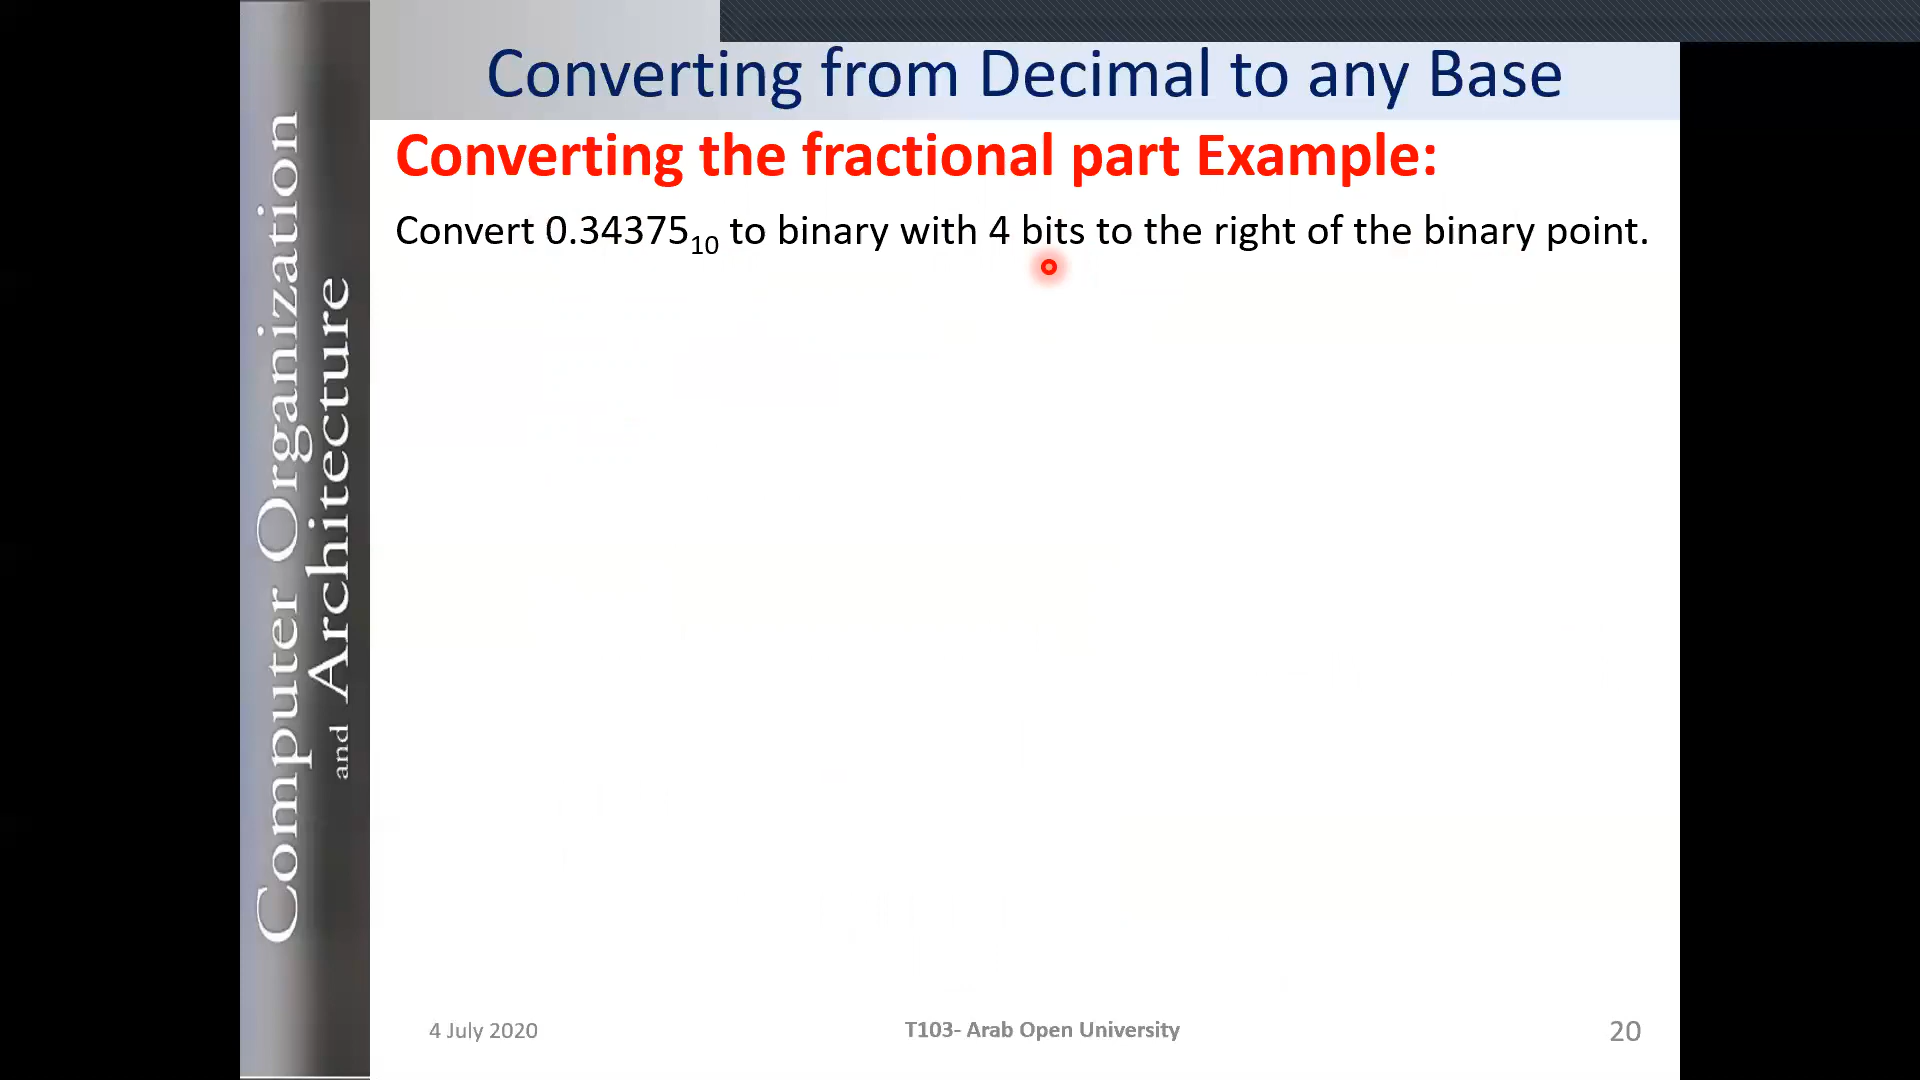 Converting from Decimal to any Base
Converting the fractional part Example:
Convert 0.34375₁₀ to binary with 4 bits to the right of the binary point.
Computer Organization
and Architecture
4 July 2020
T103- Arab Open University
20